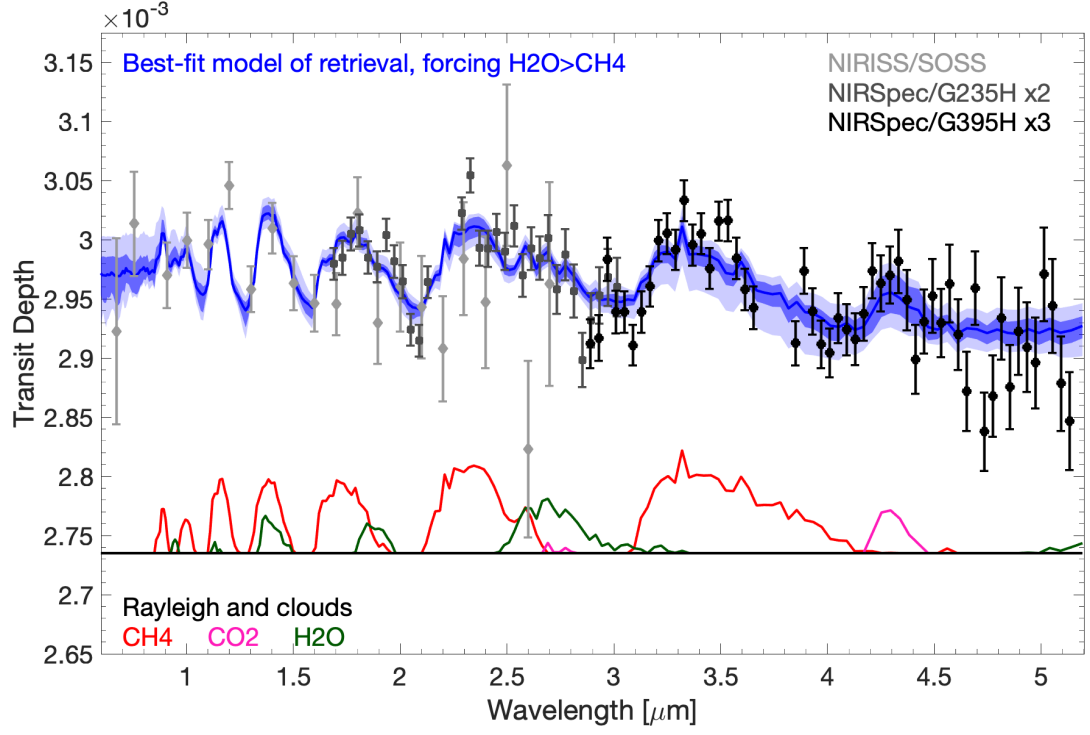 ×10⁻³
3.15
3.1
3.05
3
2.95
2.9
2.85
2.8
2.75
2.7
2.65
Transit Depth
Best-fit model of retrieval, forcing H2O>CH4
NIRISS/SOSS
NIRSpec/G235H x2
NIRSpec/G395H x3
Rayleigh and clouds
CH4 CO2 H2O
1 1.5 2 2.5 3 3.5 4 4.5 5
Wavelength [μm]